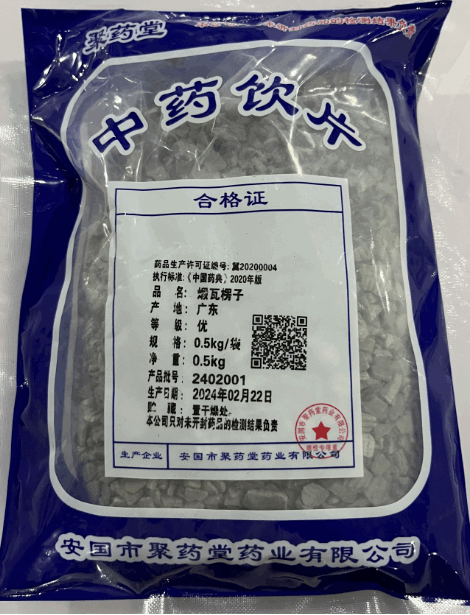 聚药堂
中药饮片
合格证
药品生产许可证编号: 冀20200004
执行标准:《中国药典》2020年版
品 名: 煅瓦楞子
产 地: 广东
等 级: 优
规 格: 0.5kg/袋
净 重: 0.5kg
产品批号: 2402001
生产日期: 2024年02月22日
贮 藏: 置干燥处
本公司只对未开封药品的检测结果负责
生产企业 安国市聚药堂药业有限公司
安国市聚药堂药业有限公司